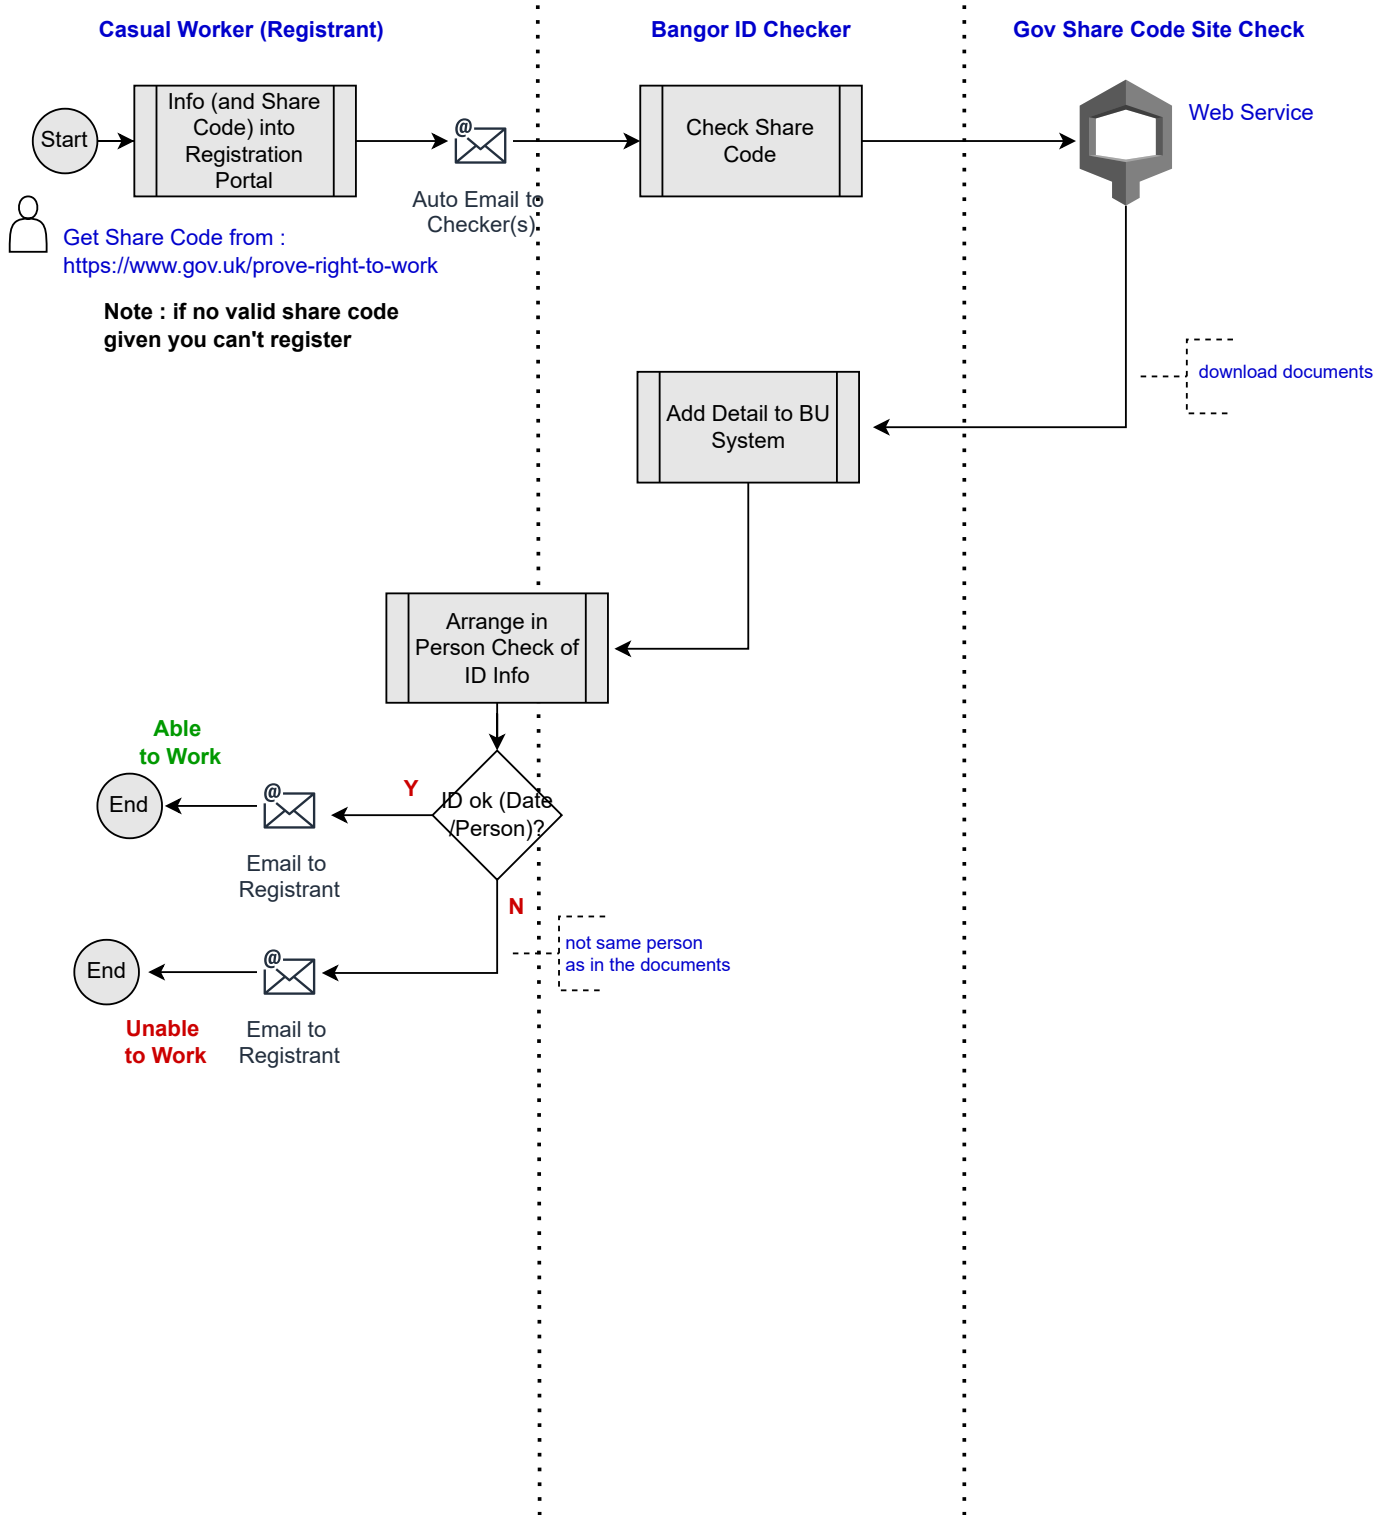 Casual Worker (Registrant)
Bangor ID Checker
Gov Share Code Site Check
Start
Info (and Share
Code) into
Registration
Portal
@
Auto Email to
Checker(s)
Check Share
Code
Web Service
Get Share Code from :
https://www.gov.uk/prove-right-to-work
Note : if no valid share code
given you can't register
download documents
Add Detail to BU
System
Arrange in
Person Check of
ID Info
Able
to Work
End
@
Email to
Registrant
Y
ID ok (Date
/Person)?
N
not same person
as in the documents
End
@
Email to
Registrant
Unable
to Work